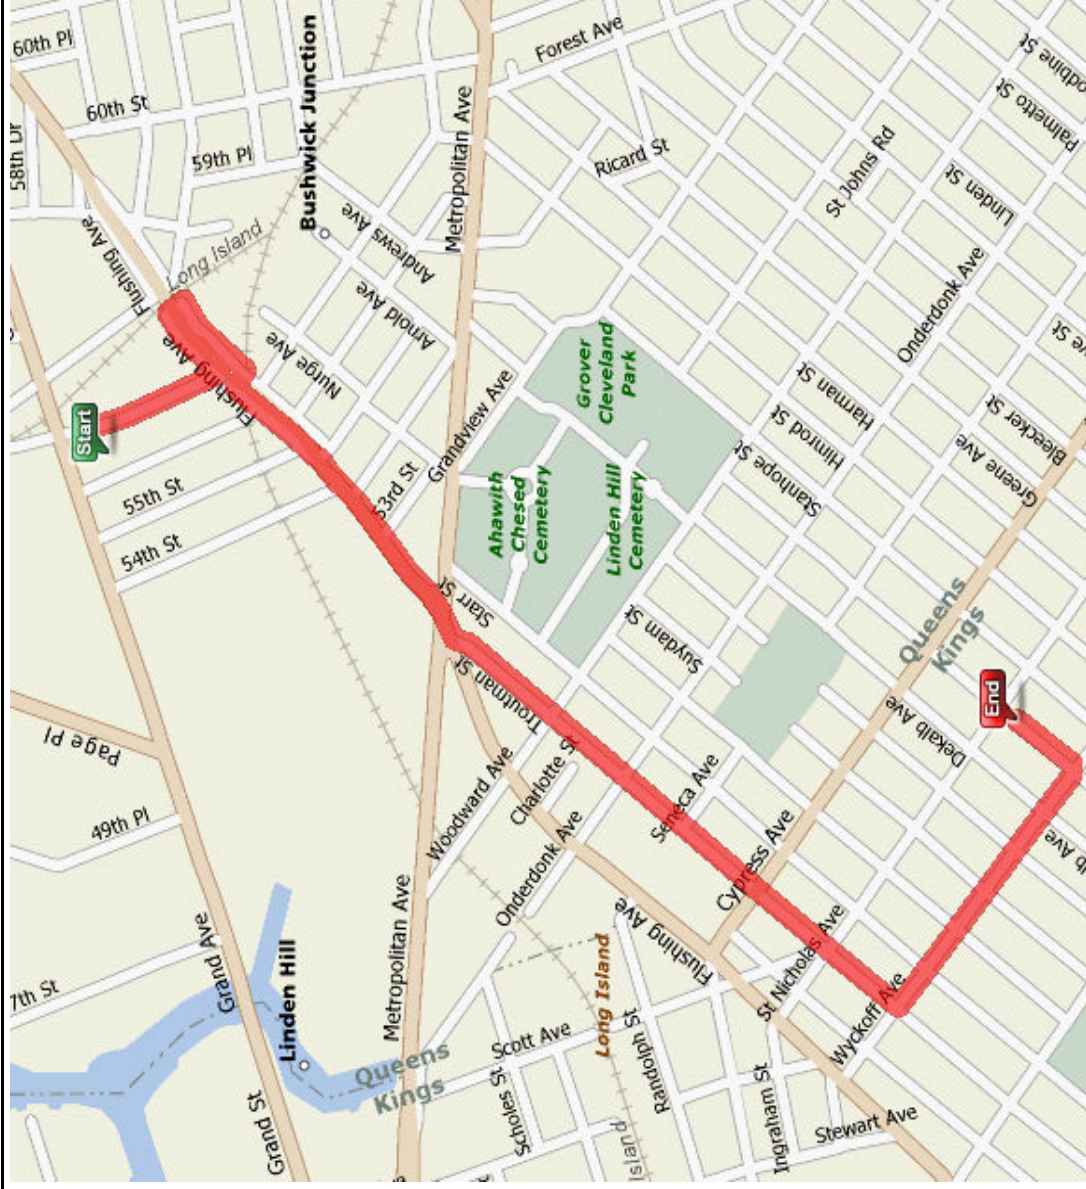 60th Pl
Forest Ave
Bushwick Junction
60th St
58th Dr
59th Pl
Metropolitan Ave
Ricard St
Palmetto St
St Johns Rd
Linden St
Flushing Ave
Long Island
Andrews Ave
Arnold Ave
Nurge Ave
Onderdonk Ave
Grover
Cleveland
Park
Flushing Ave
Start
Flushing
Grandview Ave
Harman St
Himrod St
Stanhope St
Bleecker St
Greene Ave
55th St
53rd St
54th St
Ahawith
Chesed
Cemetery
Linden Hill
Cemetery
Starr St
Suydam St
Queens
Kings
Troutman St
End
Dekalb Ave
Page Pl
Charlotte St
Woodward Ave
Seneca Ave
49th Pl
Onderdonk Ave
Cypress Ave
Metropolitan Ave
Flushing Ave
St Nicholas Ave
Grand Ave
Linden Hill
Long Island
Wyckoff Ave
7th St
Scott Ave
Randolph St
Queens
Kings
Scholes St
Ingraham St
Stewart Ave
Grand St
Island